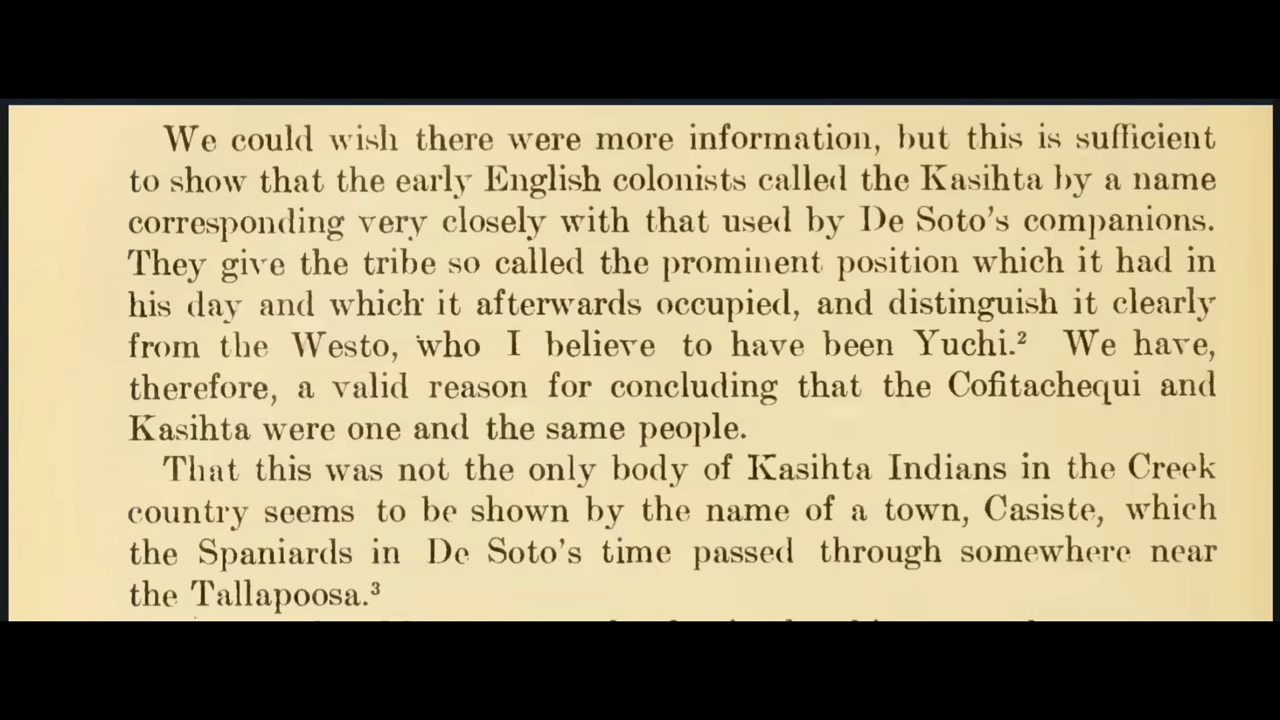 We could wish there were more information, but this is sufficient
to show that the early English colonists called the Kasihta by a name
corresponding very closely with that used by De Soto's companions.
They give the tribe so called the prominent position which it had in
his day and which it afterwards occupied, and distinguish it clearly
from the Westo, who I believe to have been Yuchi.² We have,
therefore, a valid reason for concluding that the Cofitachequi and
Kasihta were one and the same people.
That this was not the only body of Kasihta Indians in the Creek
country seems to be shown by the name of a town, Casiste, which
the Spaniards in De Soto's time passed through somewhere near
the Tallapoosa.³